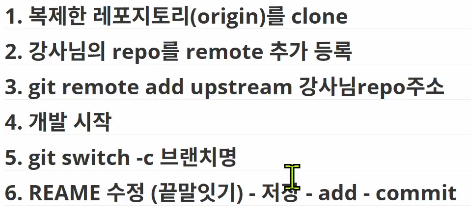 1. 복제한 레포지토리(origin)를 clone
2. 강사님의 repo를 remote 추가 등록
3. git remote add upstream 강사님repo주소
4. 개발 시작
5. git switch -c 브랜치명
6. REAME 수정 (끝말잇기) - 저장 - add - commit